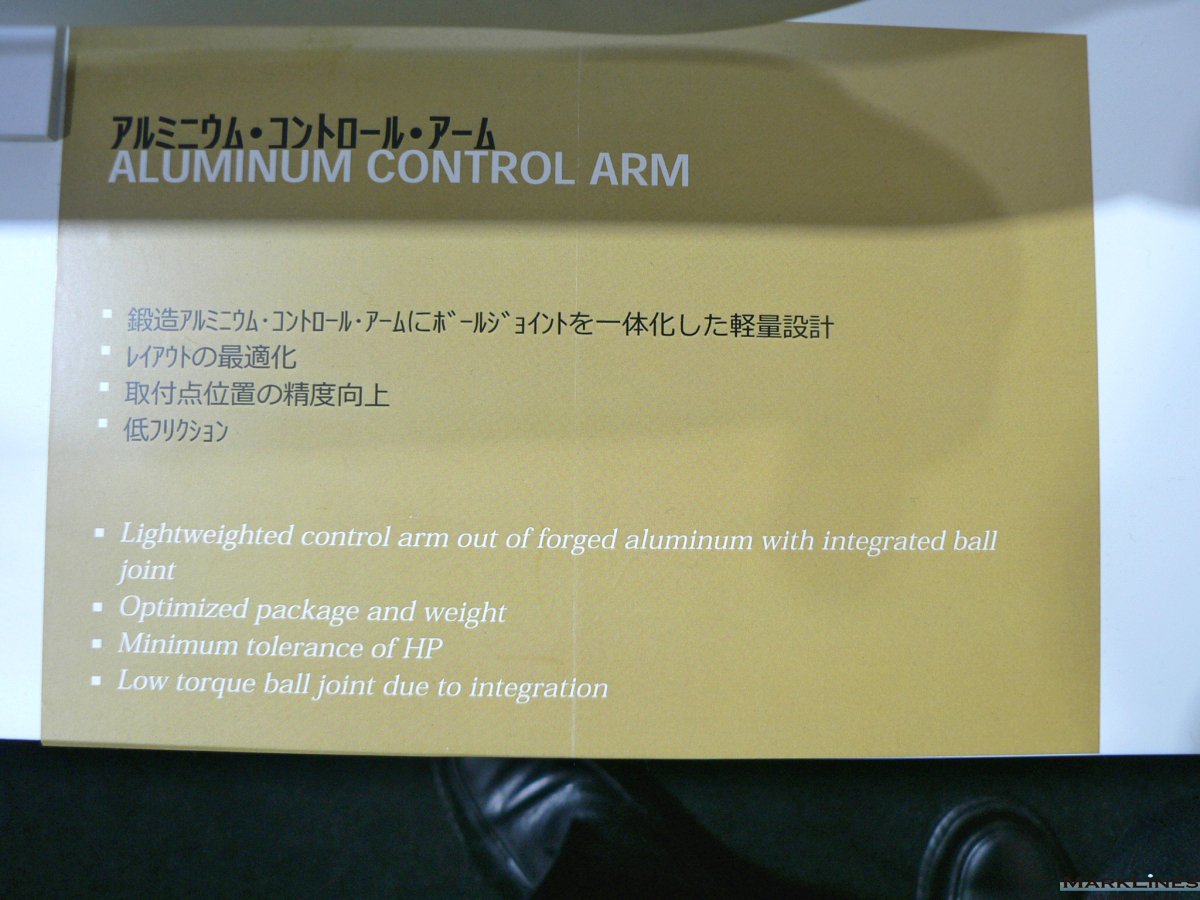 アルミニウム・コントロール・アーム
ALUMINUM CONTROL ARM
▪ 鍛造ｱﾙﾐﾆｳﾑ･ｺﾝﾄﾛｰﾙ･ｱｰﾑにﾎﾞｰﾙｼﾞｮｲﾝﾄを一体化した軽量設計
▪ ﾚｲｱｳﾄの最適化
▪ 取付点位置の精度向上
▪ 低ﾌﾘｸｼｮﾝ
▪ Lightweighted control arm out of forged aluminum with integrated ball
joint
▪ Optimized package and weight
▪ Minimum tolerance of HP
▪ Low torque ball joint due to integration
MARKLINES